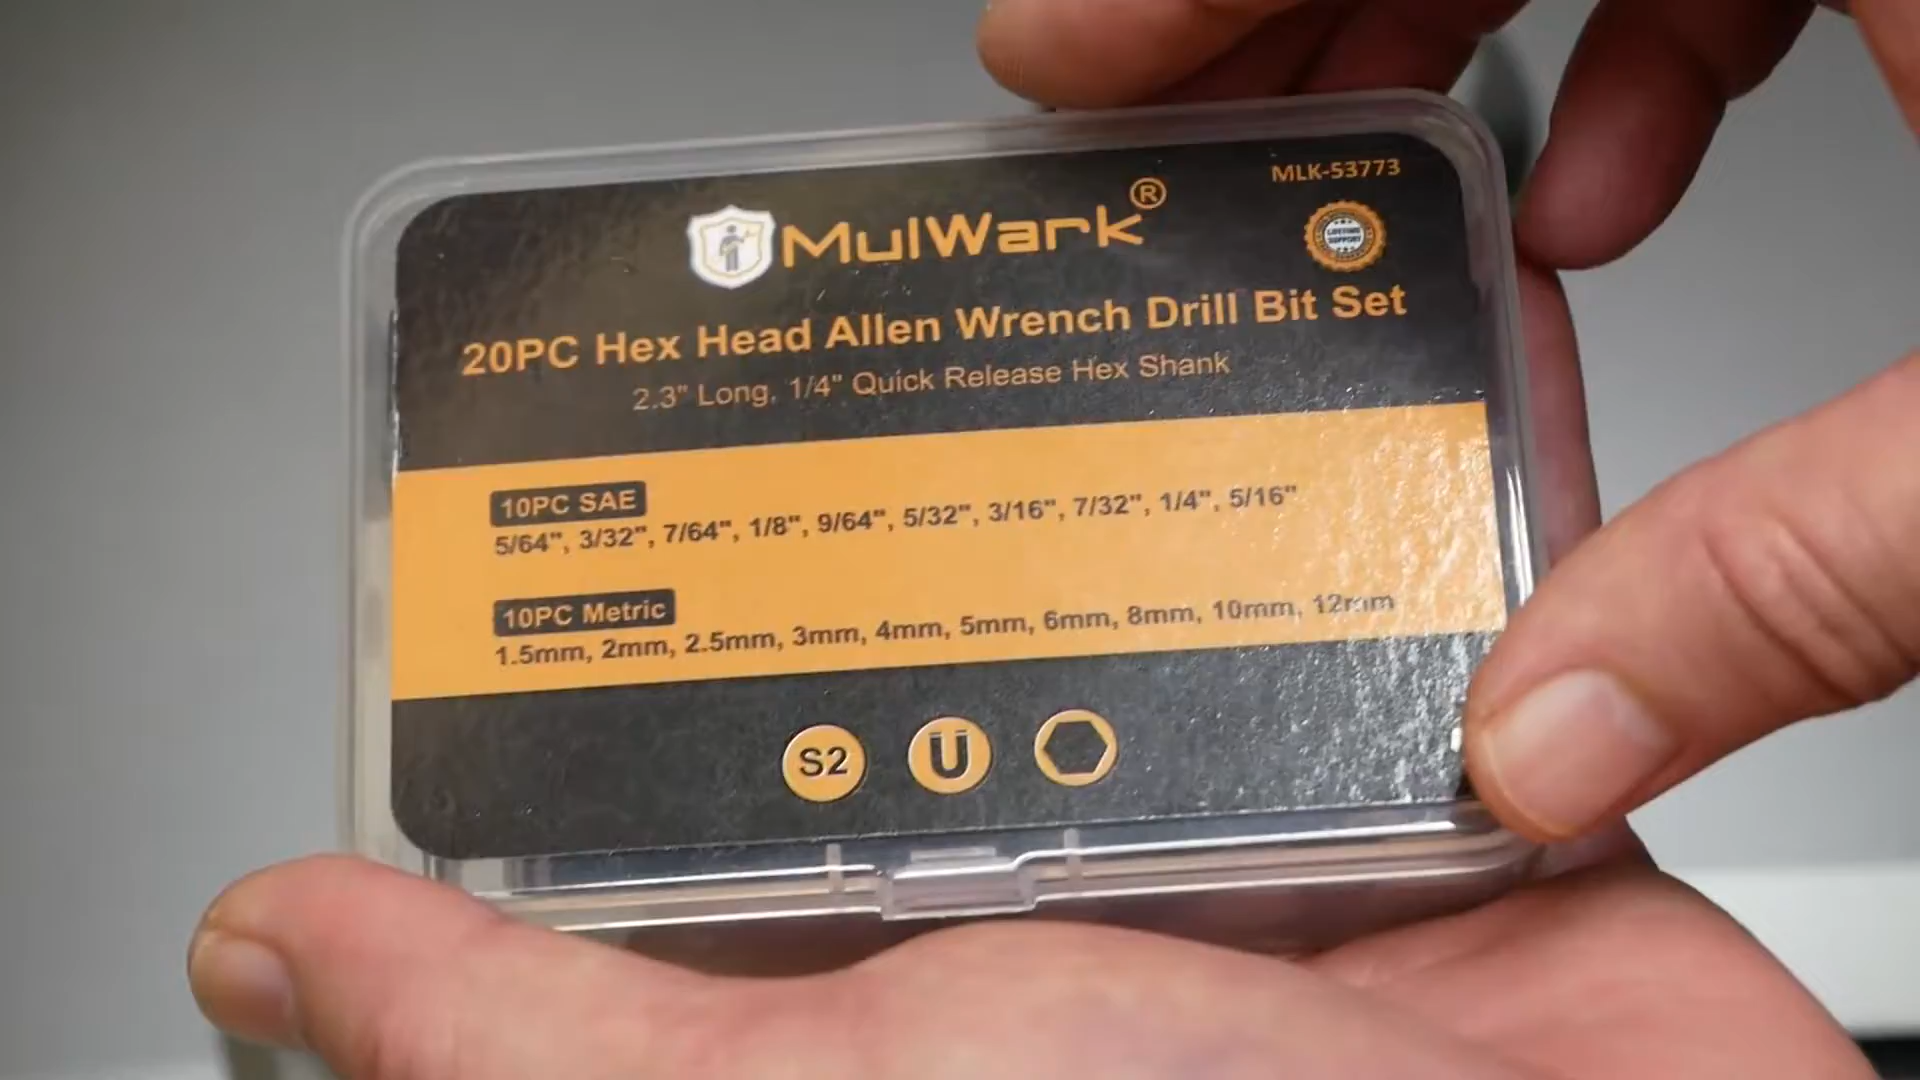 MLK-53773
MulWark®
LIFETIME
SUPPORT
20PC Hex Head Allen Wrench Drill Bit Set
2.3" Long, 1/4" Quick Release Hex Shank
10PC SAE
5/64", 3/32", 7/64", 1/8", 9/64", 5/32", 3/16", 7/32", 1/4", 5/16"
10PC Metric
1.5mm, 2mm, 2.5mm, 3mm, 4mm, 5mm, 6mm, 8mm, 10mm, 12mm
S2